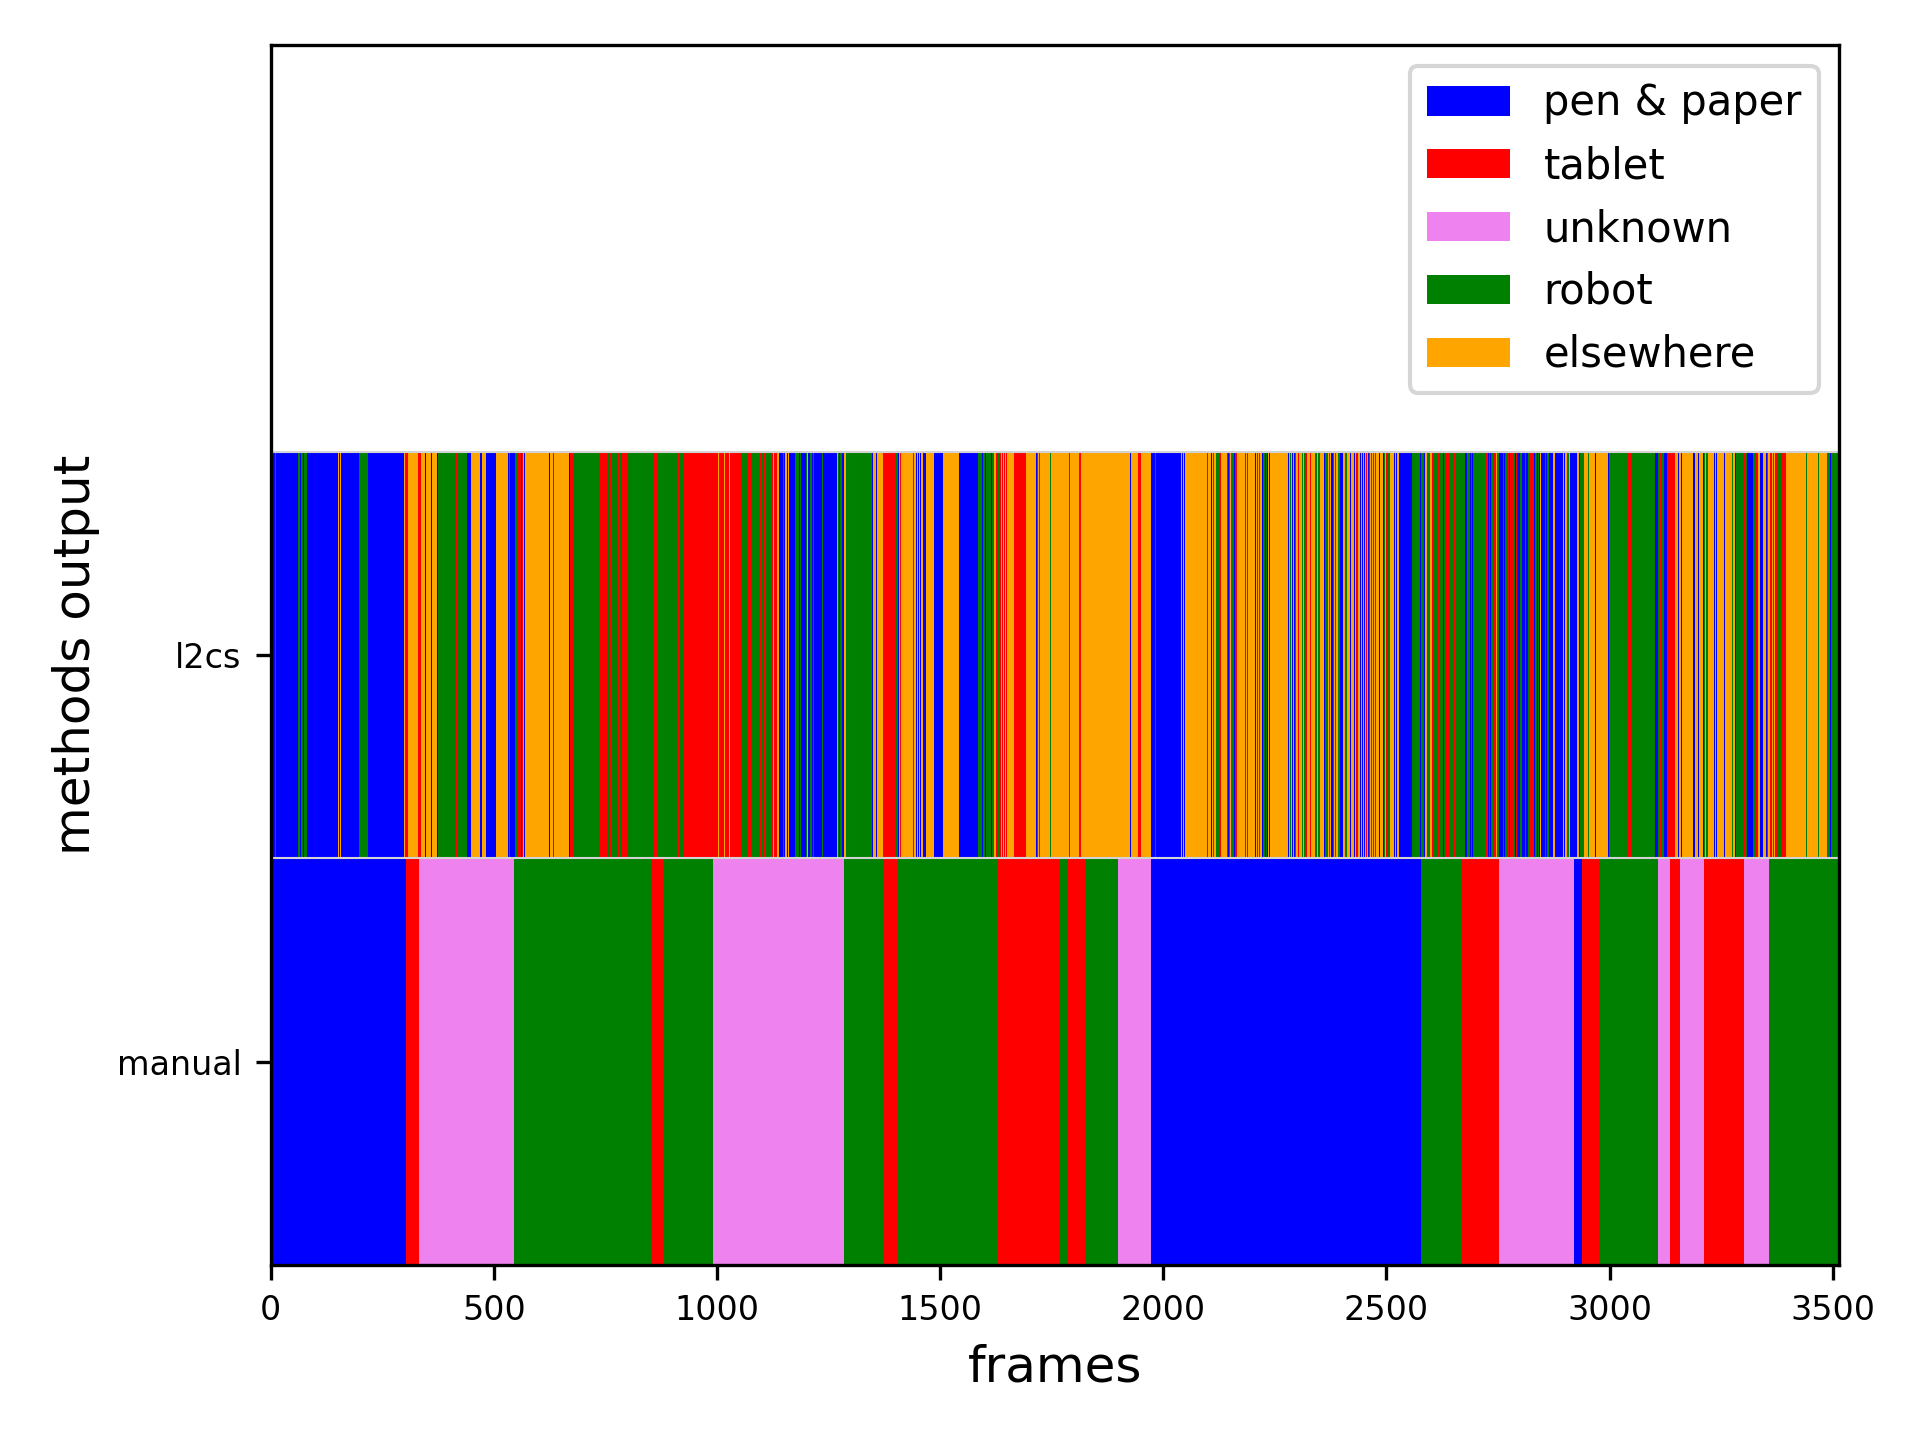 pen & paper
tablet
unknown
robot
elsewhere
methods output
l2cs
manual
0 500 1000 1500 2000 2500 3000 3500
frames